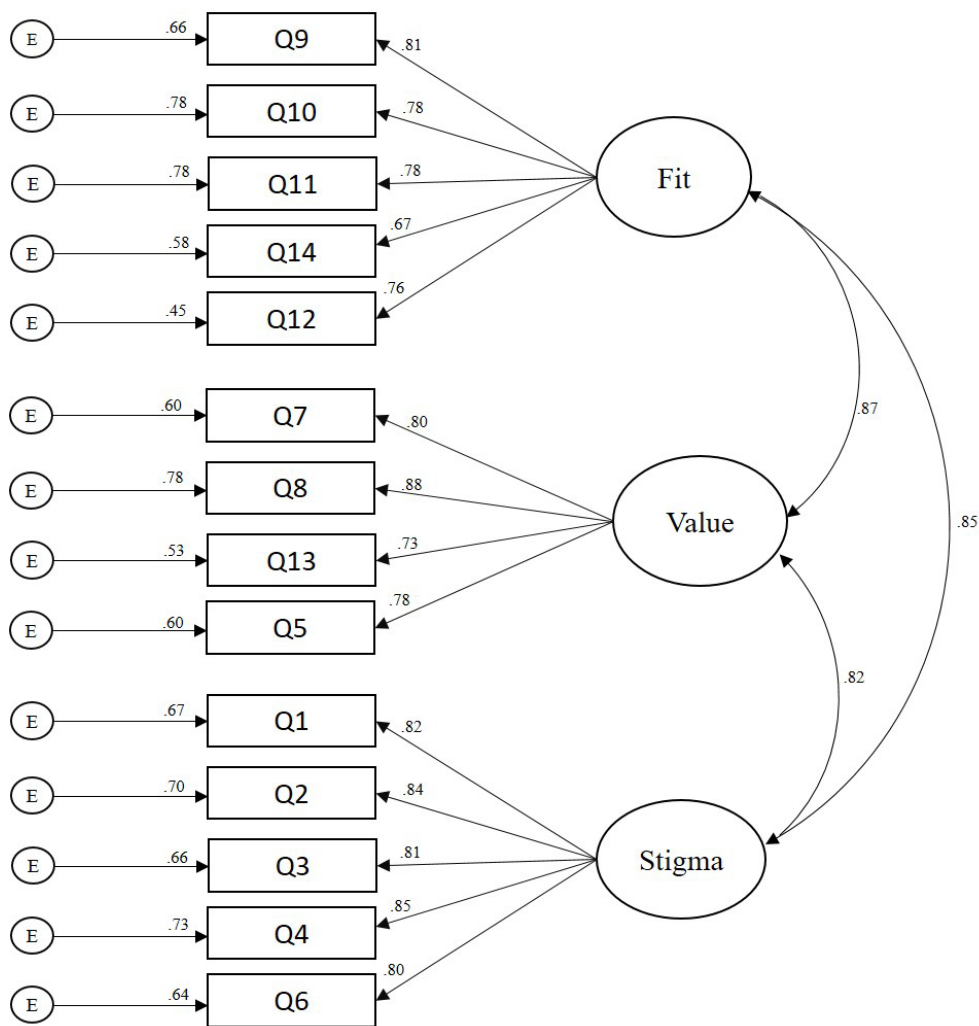 E .66 Q9 .81
E .78 Q10 .78
E .78 Q11 .78
Fit
E .58 Q14 .67
E .45 Q12 .76
E .60 Q7 .80
.87
E .78 Q8 .88
Value
.85
E .53 Q13 .73
E .60 Q5 .78
.82
E .67 Q1 .82
E .70 Q2 .84
E .66 Q3 .81
Stigma
E .73 Q4 .85
E .64 Q6 .80